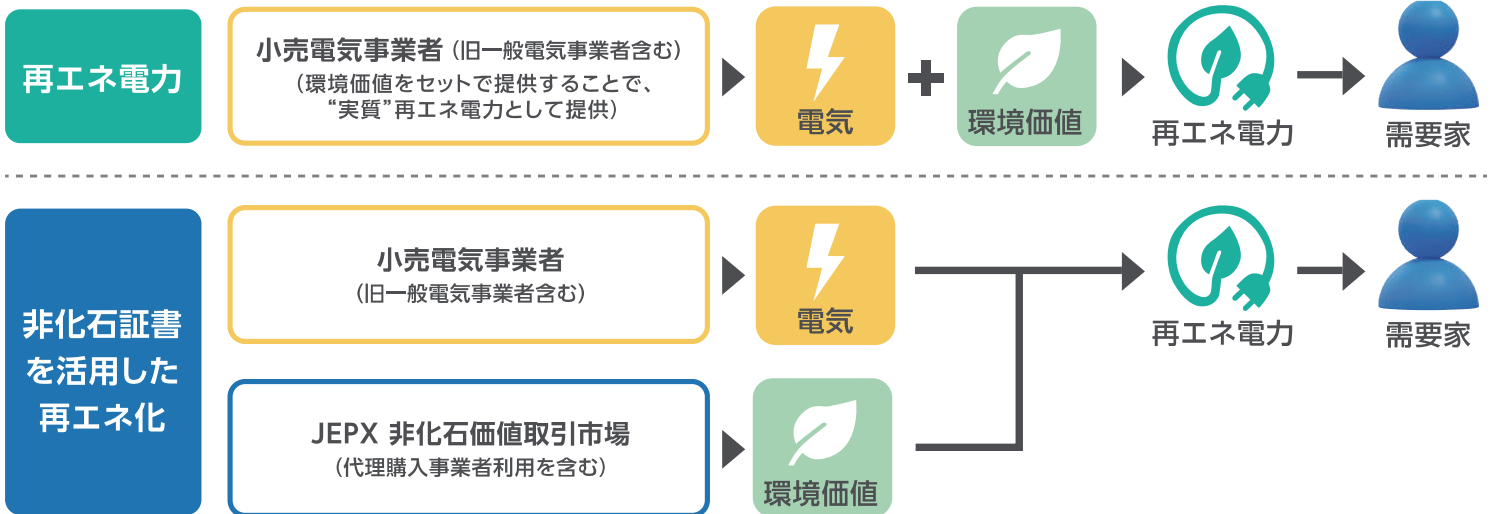 再エネ電力
小売電気事業者（旧一般電気事業者含む）
（環境価値をセットで提供することで、
“実質”再エネ電力として提供）
電気
環境価値
再エネ電力
需要家
非化石証書
を活用した
再エネ化
小売電気事業者
（旧一般電気事業者含む）
電気
再エネ電力
需要家
JEPX 非化石価値取引市場
（代理購入事業者利用を含む）
環境価値